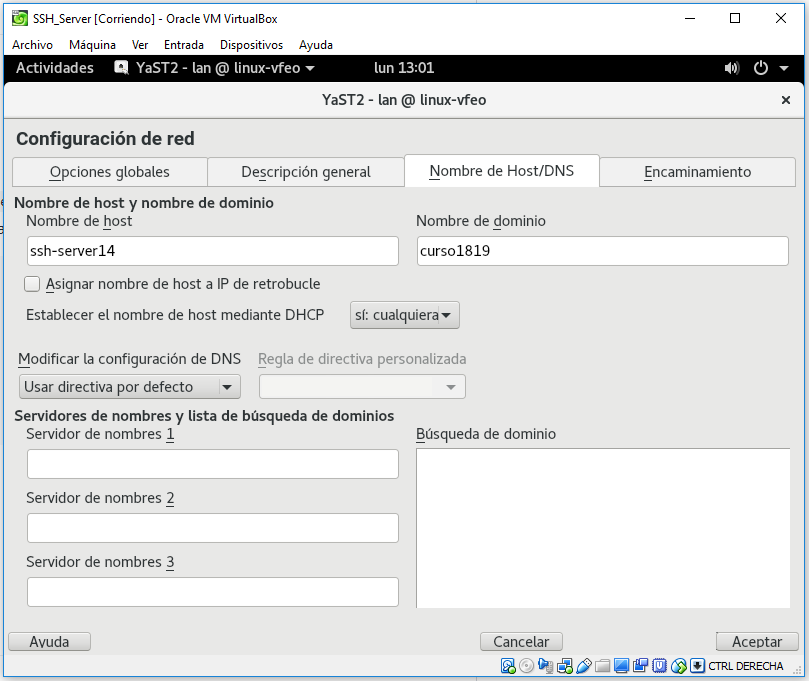 SSH_Server [Corriendo] - Oracle VM VirtualBox
Archivo Máquina Ver Entrada Dispositivos Ayuda
Actividades YaST2 - lan @ linux-vfeo lun 13:01
YaST2 - lan @ linux-vfeo
Configuración de red
Opciones globales Descripción general Nombre de Host/DNS Encaminamiento
Nombre de host y nombre de dominio
Nombre de host Nombre de dominio
ssh-server14 curso1819
Asignar nombre de host a IP de retrobucle
Establecer el nombre de host mediante DHCP sí: cualquiera
Modificar la configuración de DNS Regla de directiva personalizada
Usar directiva por defecto
Servidores de nombres y lista de búsqueda de dominios
Servidor de nombres 1 Búsqueda de dominio
Servidor de nombres 2
Servidor de nombres 3
Ayuda Cancelar Aceptar
CTRL DERECHA